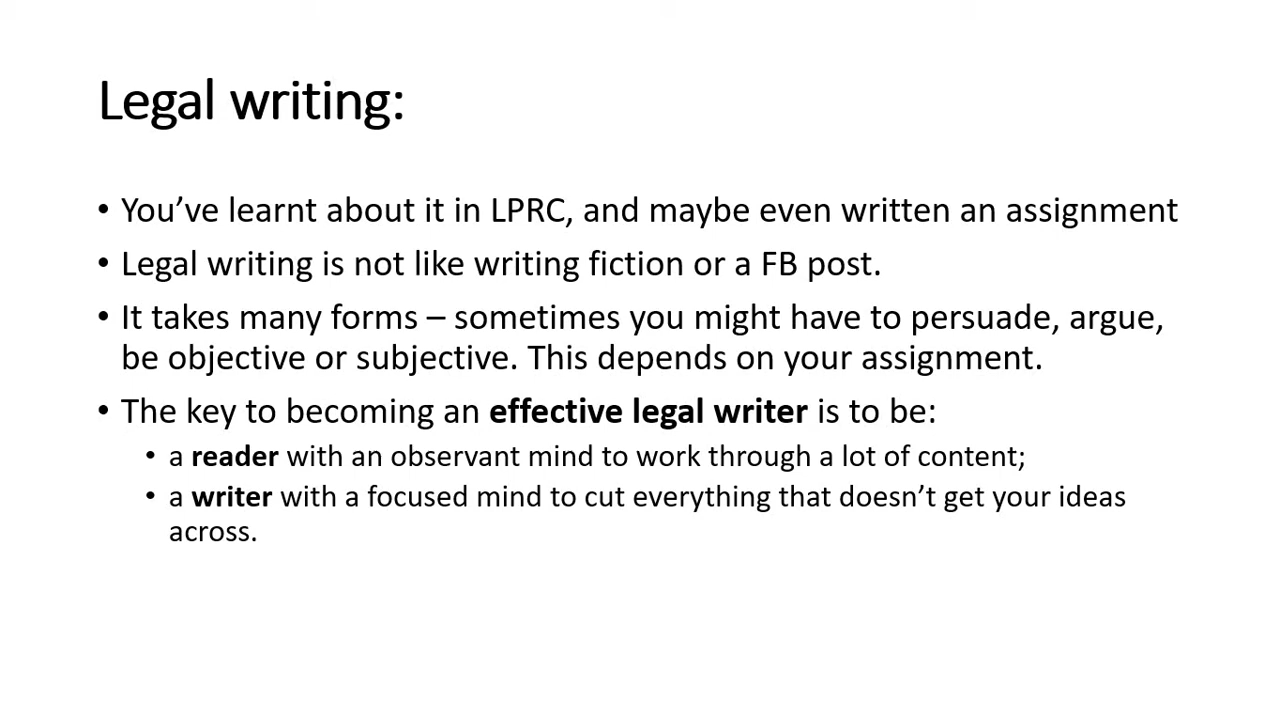 Legal writing:
• You’ve learnt about it in LPRC, and maybe even written an assignment
• Legal writing is not like writing fiction or a FB post.
• It takes many forms – sometimes you might have to persuade, argue,
be objective or subjective. This depends on your assignment.
• The key to becoming an effective legal writer is to be:
• a reader with an observant mind to work through a lot of content;
• a writer with a focused mind to cut everything that doesn’t get your ideas
across.